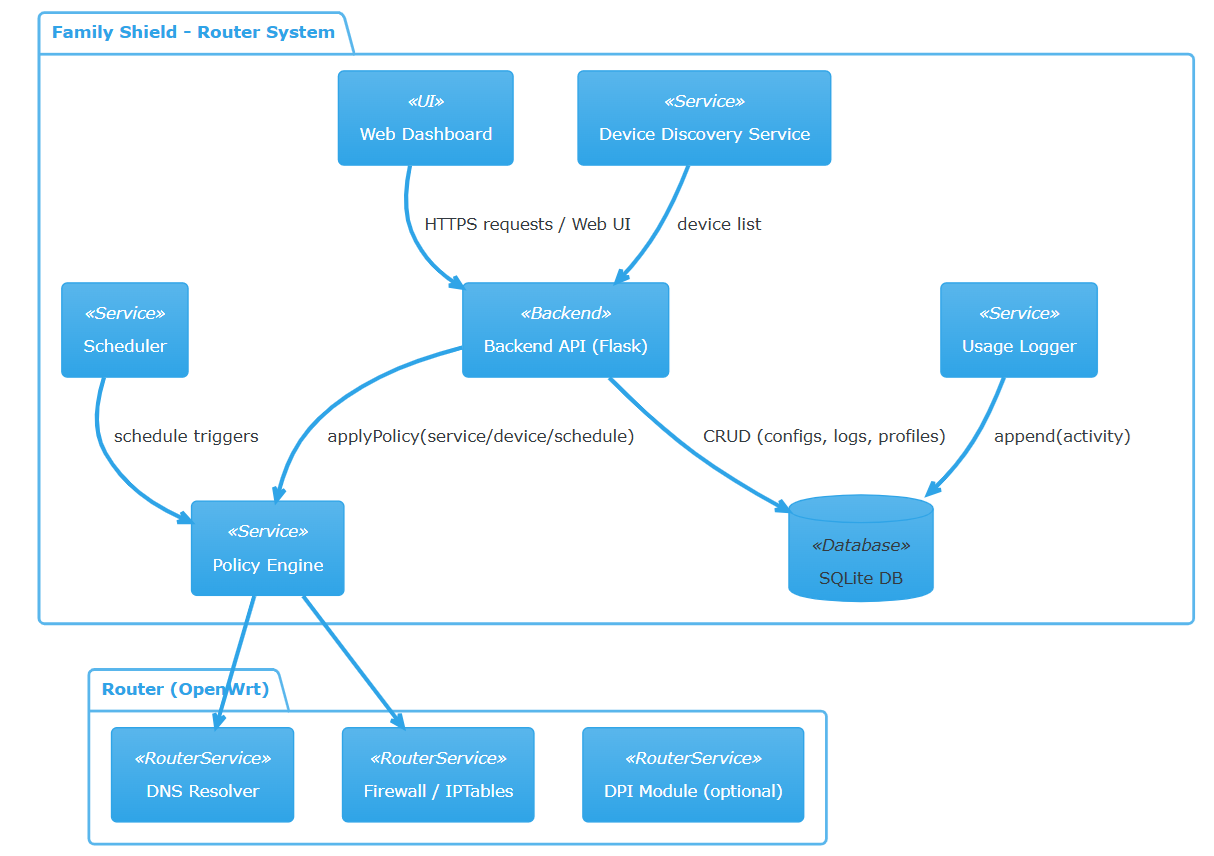 Family Shield - Router System
«UI»
Web Dashboard
«Service»
Device Discovery Service
HTTPS requests / Web UI
device list
«Service»
Scheduler
«Backend»
Backend API (Flask)
«Service»
Usage Logger
schedule triggers
applyPolicy(service/device/schedule)
CRUD (configs, logs, profiles)
append(activity)
«Service»
Policy Engine
«Database»
SQLite DB
Router (OpenWrt)
«RouterService»
DNS Resolver
«RouterService»
Firewall / IPTables
«RouterService»
DPI Module (optional)